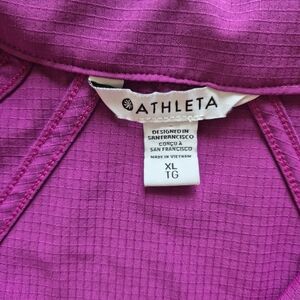 ATHLETA
DESIGNED IN
SAN FRANCISCO
CONÇU À
SAN FRANCISCO
MADE IN VIETNAM
XL
TG